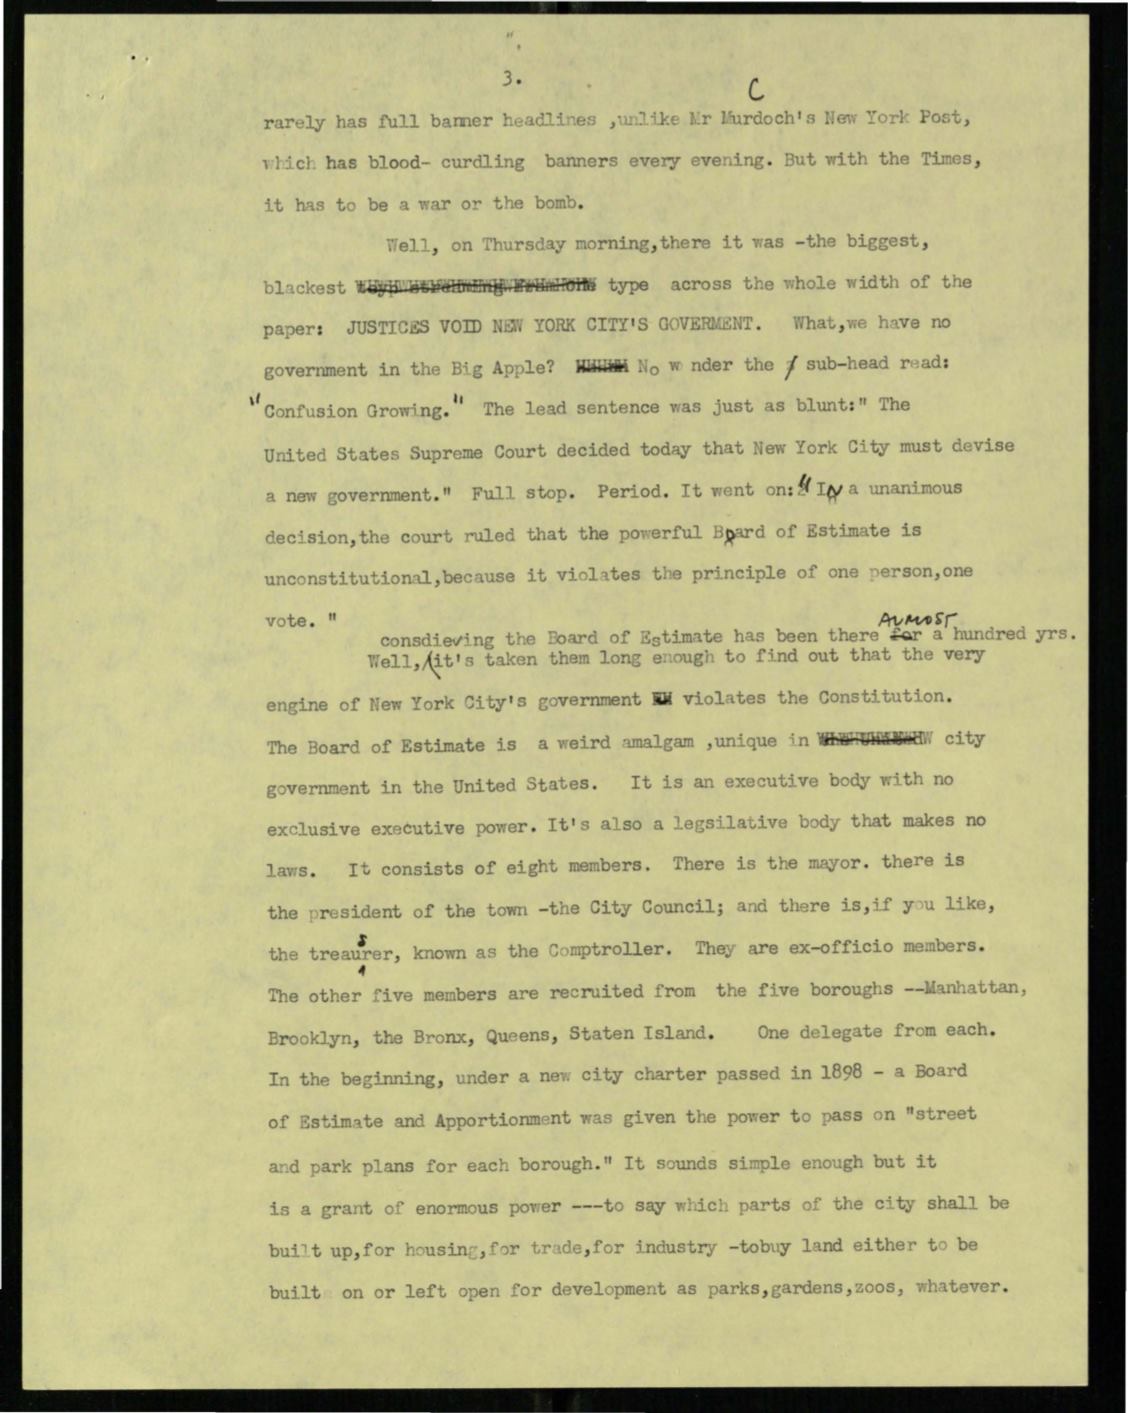 3.
C
rarely has full banner headlines ,unlike Mr Murdoch's New York Post,
which has blood- curdling banners every evening. But with the Times,
it has to be a war or the bomb.
Well, on Thursday morning,there it was -the biggest,
blackest type across the whole width of the
paper: JUSTICES VOID NEW YORK CITY'S GOVERMENT. What,we have no
government in the Big Apple? No w nder the sub-head read:
"Confusion Growing." The lead sentence was just as blunt:" The
United States Supreme Court decided today that New York City must devise
a new government." Full stop. Period. It went on: "In a unanimous
decision,the court ruled that the powerful Board of Estimate is
unconstitutional,because it violates the principle of one person,one
vote. "
ALMOST
consdiering the Board of Estimate has been there for a hundred yrs.
Well, it's taken them long enough to find out that the very
engine of New York City's government violates the Constitution.
The Board of Estimate is a weird amalgam ,unique in city
government in the United States. It is an executive body with no
exclusive executive power. It's also a legsilative body that makes no
laws. It consists of eight members. There is the mayor. there is
the president of the town -the City Council; and there is,if you like,
the treasurer, known as the Comptroller. They are ex-officio members.
The other five members are recruited from the five boroughs --Manhattan,
Brooklyn, the Bronx, Queens, Staten Island. One delegate from each.
In the beginning, under a new city charter passed in 1898 - a Board
of Estimate and Apportionment was given the power to pass on "street
and park plans for each borough." It sounds simple enough but it
is a grant of enormous power ---to say which parts of the city shall be
built up,for housing,for trade,for industry -tobuy land either to be
built on or left open for development as parks,gardens,zoos, whatever.